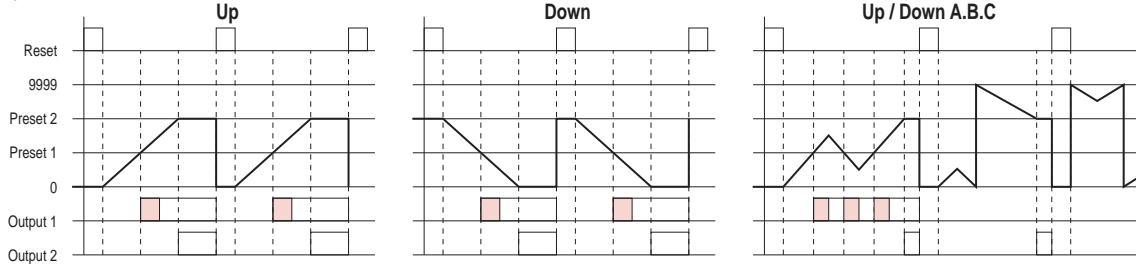 Up
Down
Up / Down A.B.C
Reset
9999
Preset 2
Preset 1
0
Output 1
Output 2